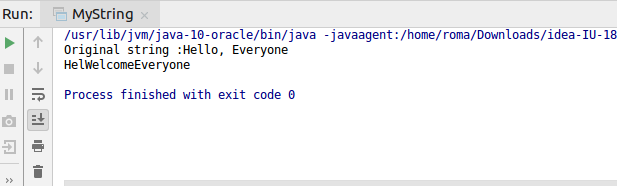 Run: MyString ×
/usr/lib/jvm/java-10-oracle/bin/java -javaagent:/home/roma/Downloads/idea-IU-18
Original string :Hello, Everyone
HelWelcomeEveryone
Process finished with exit code 0
»